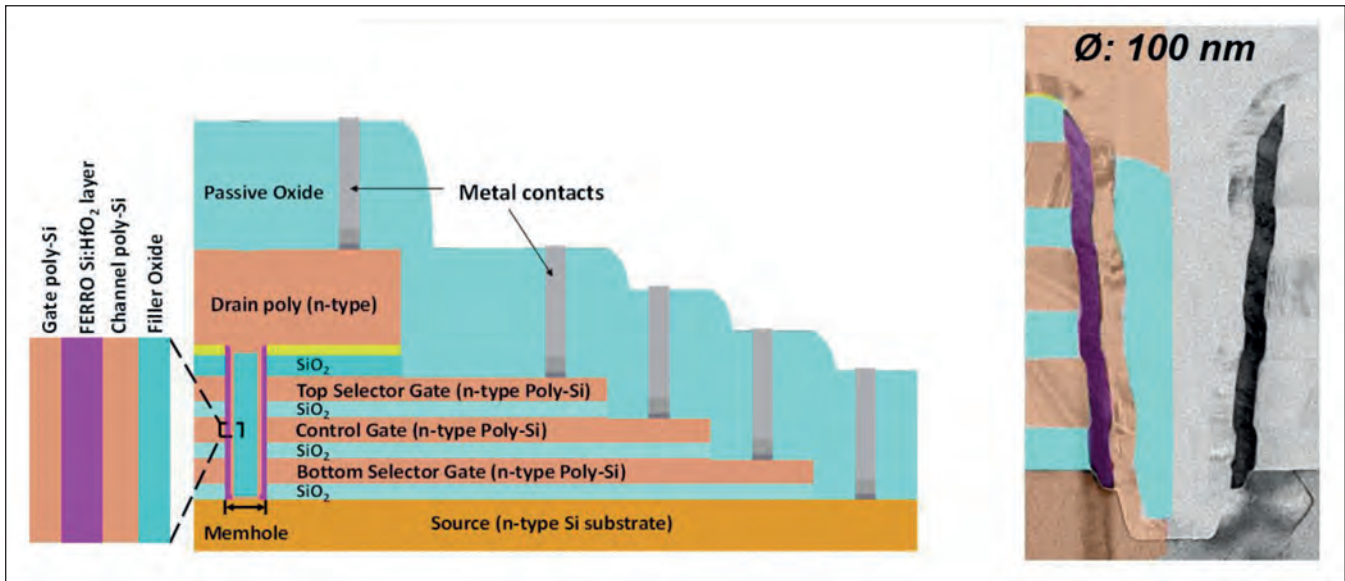 Gate poly-Si
FERRO Si:HfO₂ layer
Channel poly-Si
Filler Oxide
Passive Oxide
Metal contacts
Drain poly (n-type)
SiO₂
Top Selector Gate (n-type Poly-Si)
SiO₂
Control Gate (n-type Poly-Si)
SiO₂
Bottom Selector Gate (n-type Poly-Si)
SiO₂
Source (n-type Si substrate)
Memhole
Ø: 100 nm